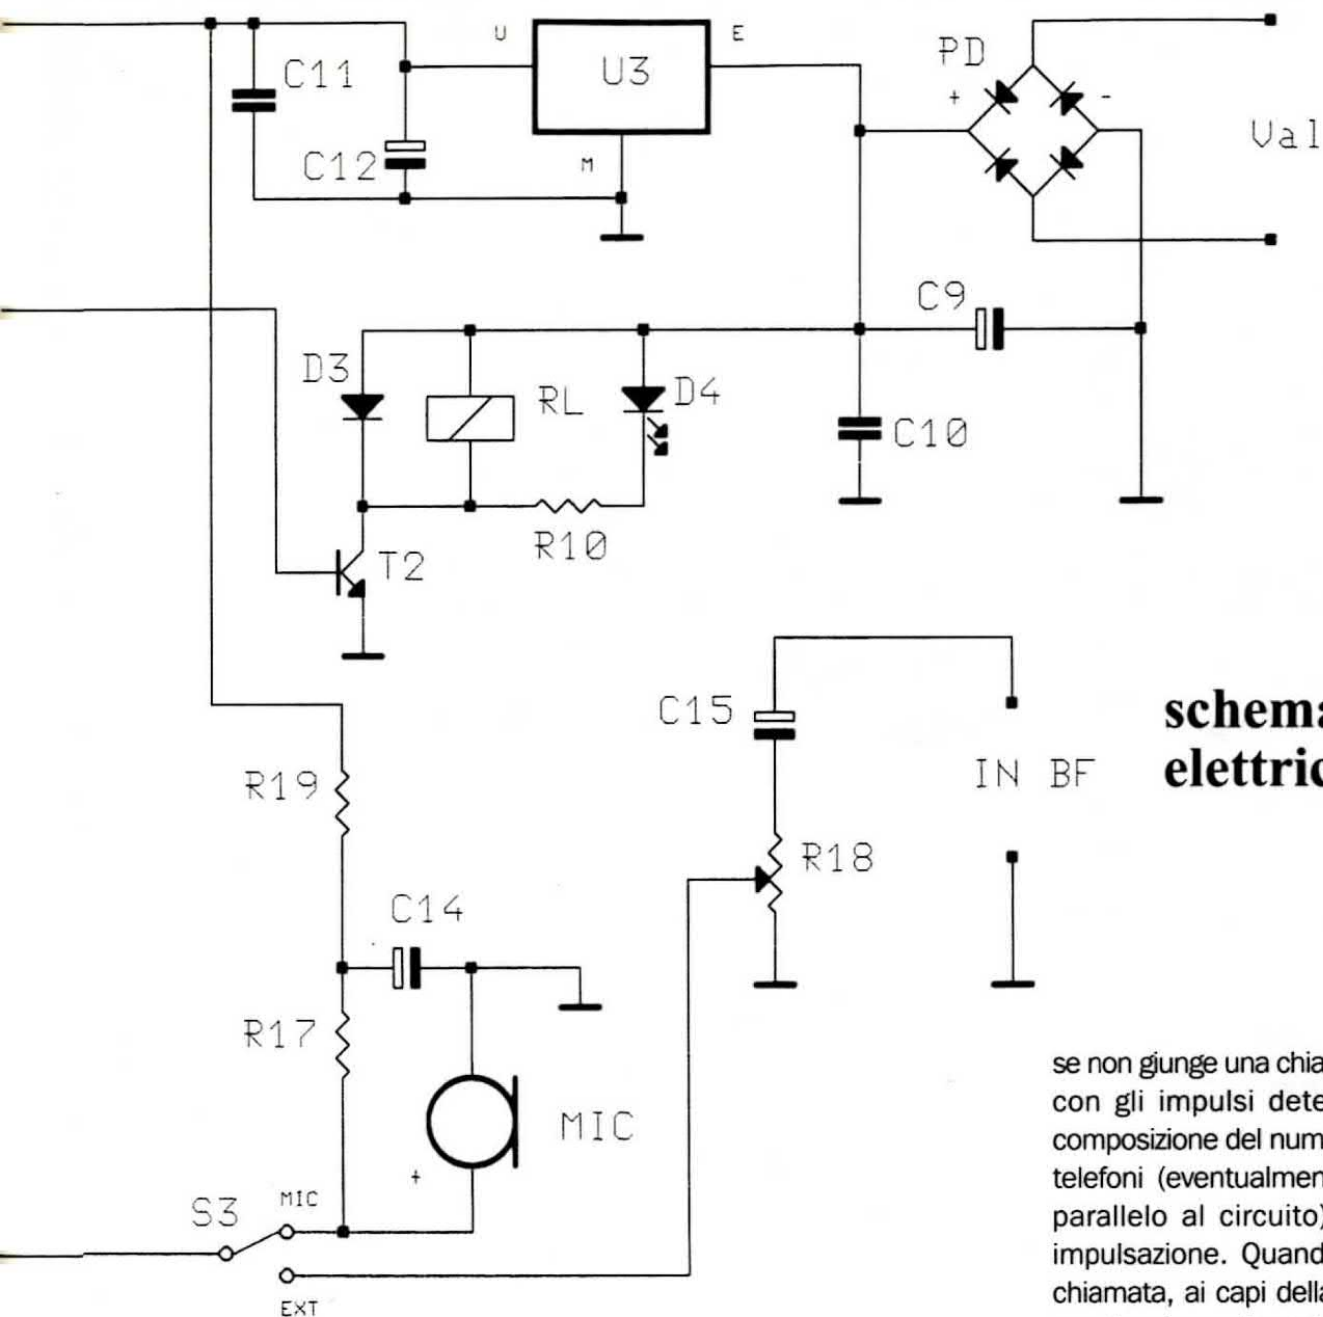 U
E
U3
M
C11
C12
PD
+
-
Val
C9
D3
RL
D4
C10
R10
T2
C15
IN BF
R19
R18
C14
R17
MIC
+
S3
MIC
EXT
schema
elettric
se non giunge una chia
con gli impulsi dete
composizione del num
telefoni (eventualmen
parallelo al circuito)
impulsazione. Quand
chiamata, ai capi della